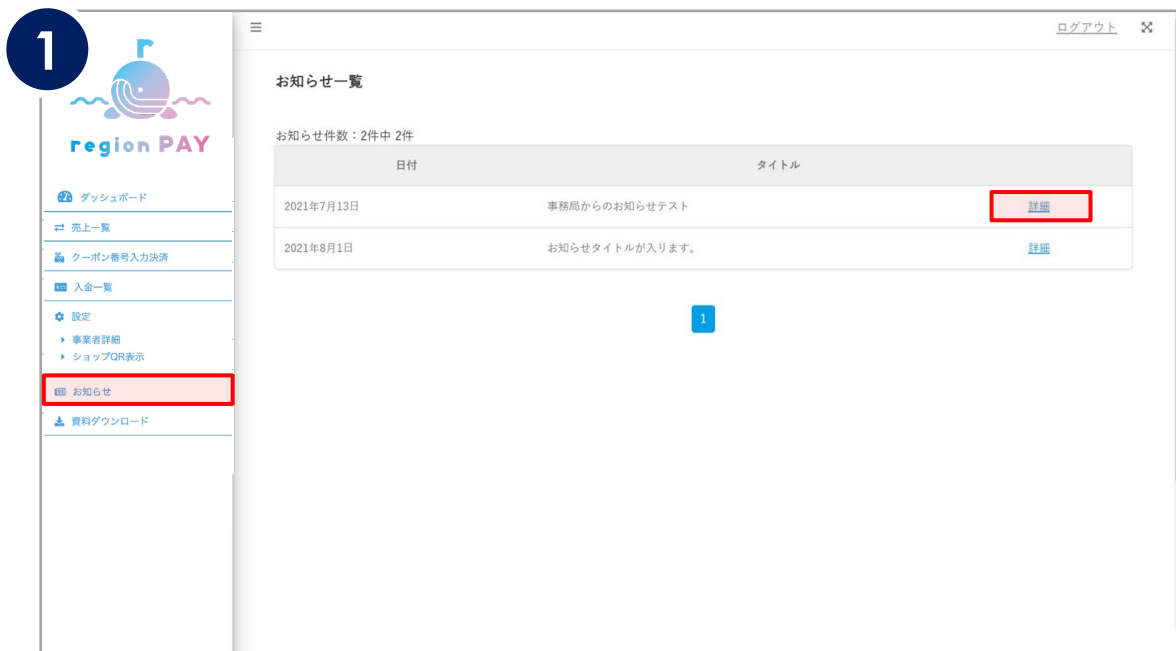 1
ログアウト
region PAY
ダッシュボード
売上一覧
クーポン番号入力決済
入金一覧
設定
事業者詳細
ショップQR表示
お知らせ
資料ダウンロード
お知らせ一覧
お知らせ件数：2件中 2件
日付 タイトル
2021年7月13日 事務局からのお知らせテスト 詳細
2021年8月1日 お知らせタイトルが入ります。 詳細
1